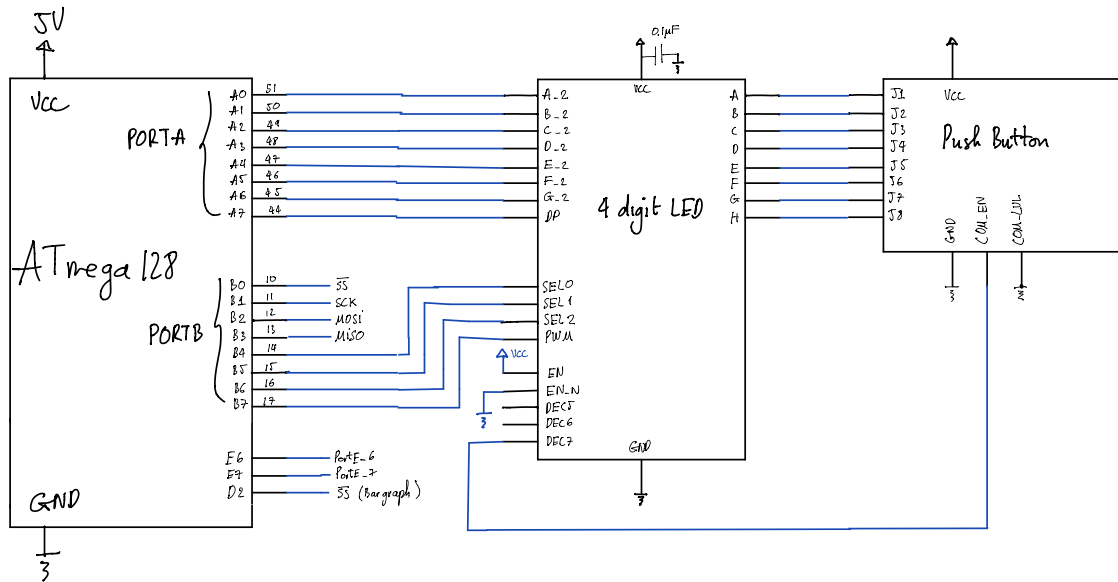 5V
VCC
PORTA
A0 51
A1 50
A2 49
A3 48
A4 47
A5 46
A6 45
A7 44
ATmega 128
PORTB
B0 10 SS
B1 11 SCK
B2 12 MOSI
B3 13 MISO
B4 14
B5 15
B6 16
B7 17
E6 PortE_6
E7 PortE_7
D2 SS (Bargraph)
GND
0.1µF
VCC
A_2
B_2
C_2
D_2
E_2
F_2
G_2
DP
4 digit LED
SEL0
SEL1
SEL2
PWM
VCC
EN
EN_N
DEC5
DEC6
DEC7
GND
A
B
C
D
E
F
G
H
J1
J2
J3
J4
J5
J6
J7
J8
VCC
Push Button
GND
COM_EN
COM_LVL